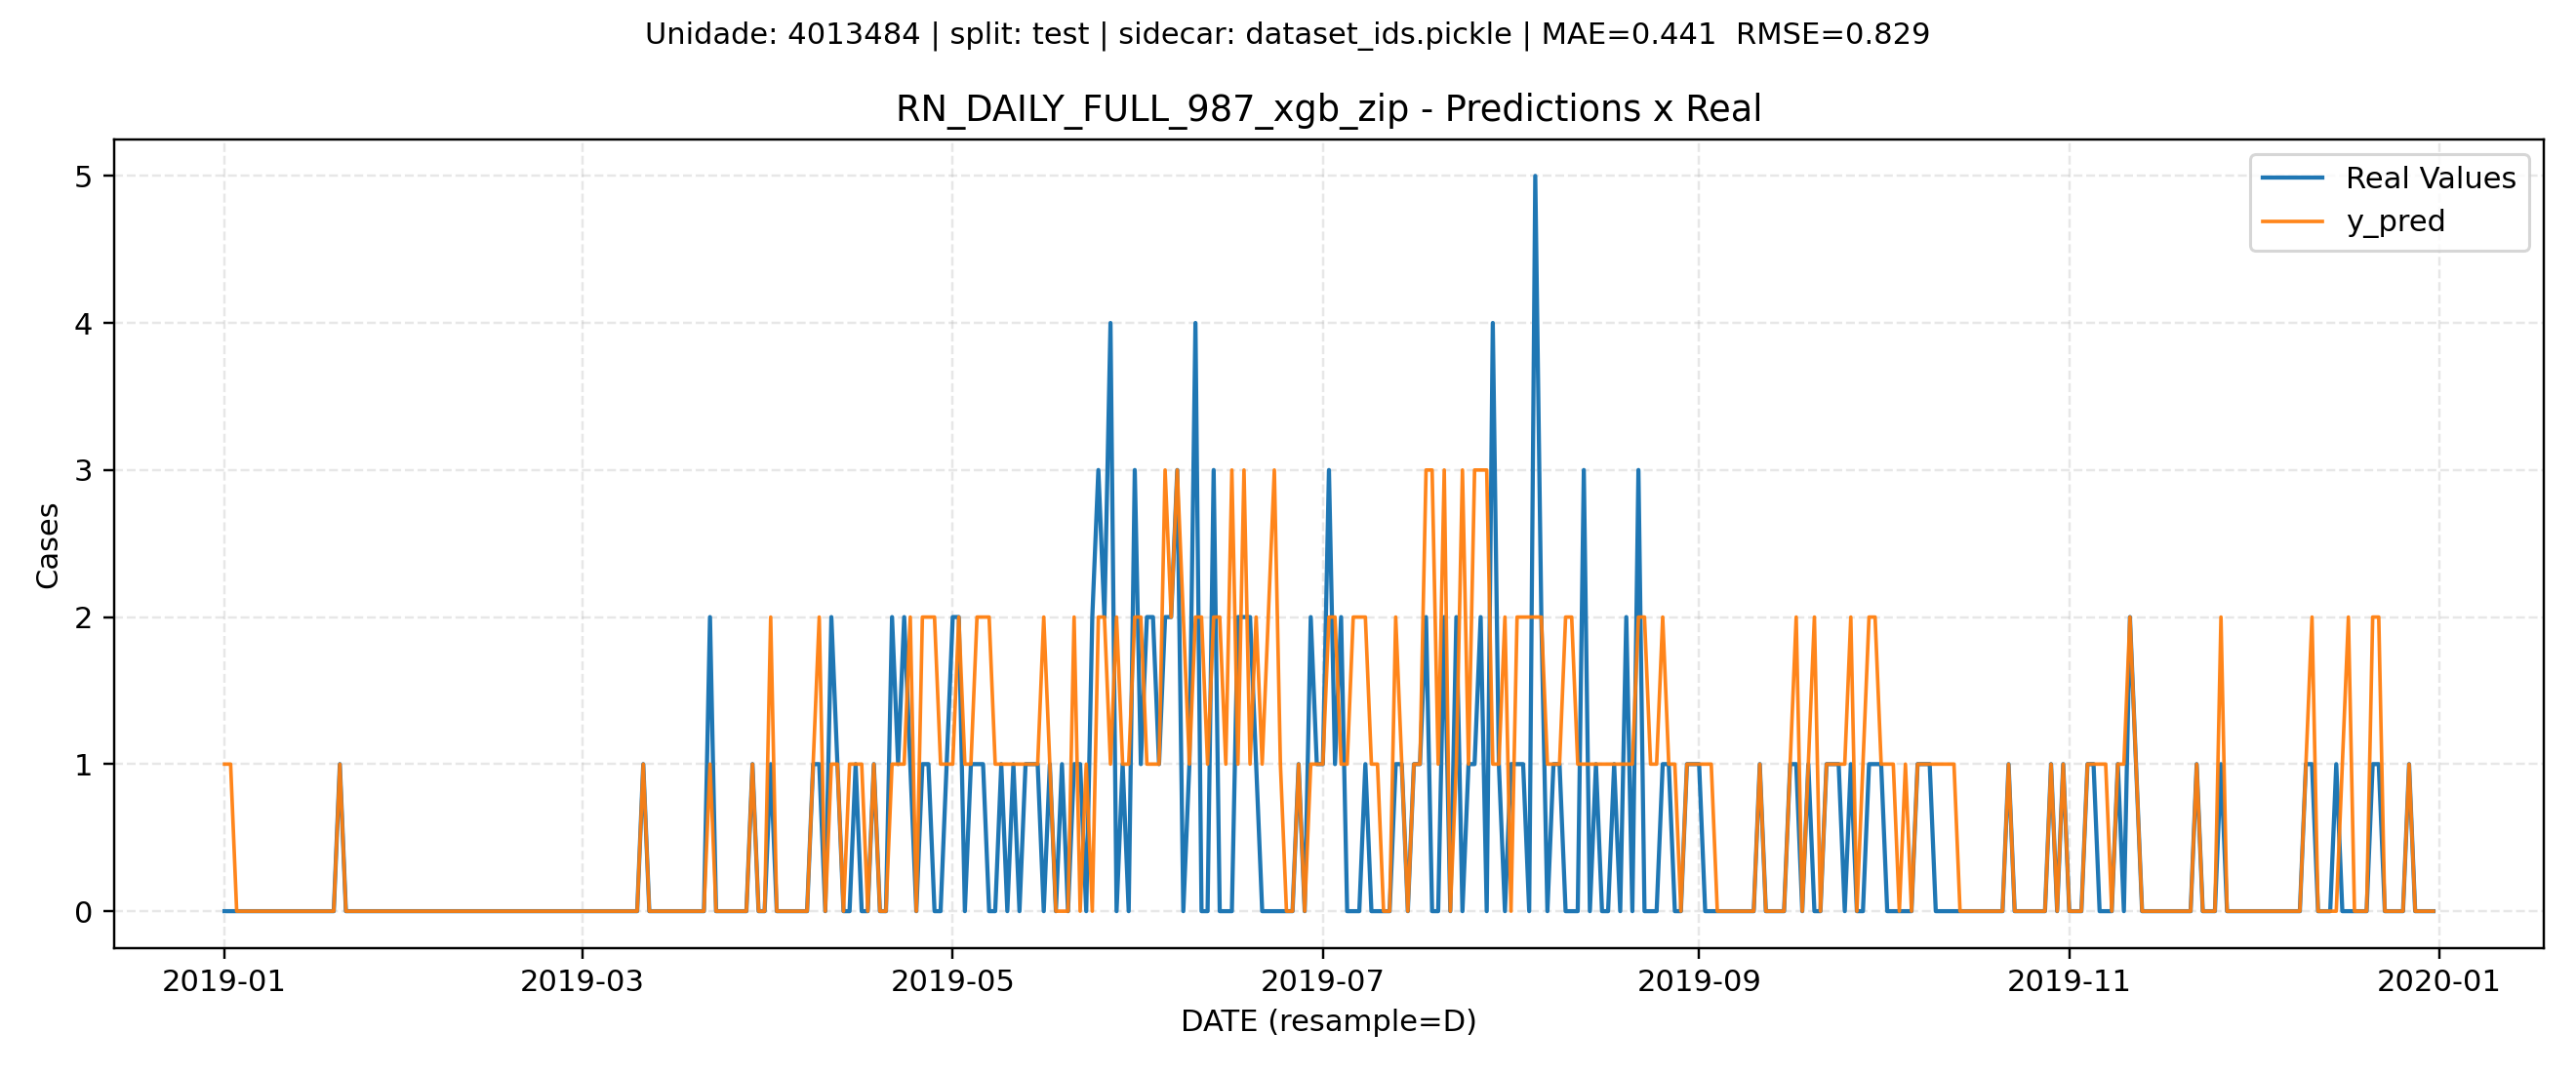 Unidade: 4013484 | split: test | sidecar: dataset_ids.pickle | MAE=0.441  RMSE=0.829
RN_DAILY_FULL_987_xgb_zip - Predictions x Real
Real Values
y_pred
5
4
3
2
1
0
Cases
2019-01
2019-03
2019-05
2019-07
2019-09
2019-11
2020-01
DATE (resample=D)